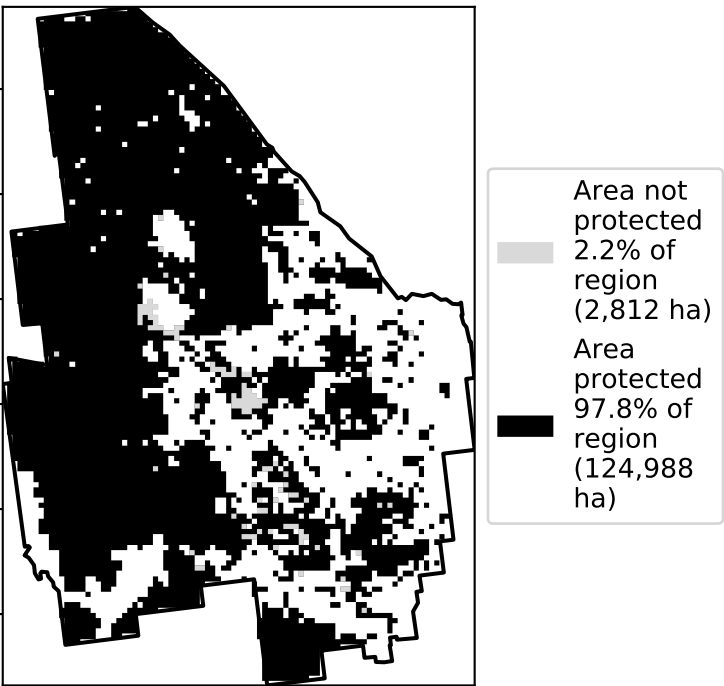 Area not
protected
2.2% of
region
(2,812 ha)
Area
protected
97.8% of
region
(124,988
ha)